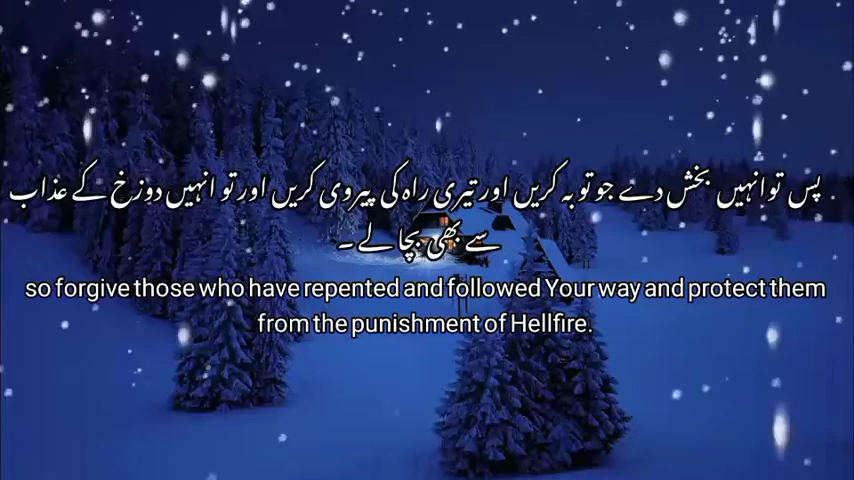 پس تو انہیں بخش دے جو توبہ کریں اور تیری راہ کی پیروی کریں اور تو انہیں دوزخ کے عذاب
سے بھی بچا لے ۔
so forgive those who have repented and followed Your way and protect them
from the punishment of Hellfire.